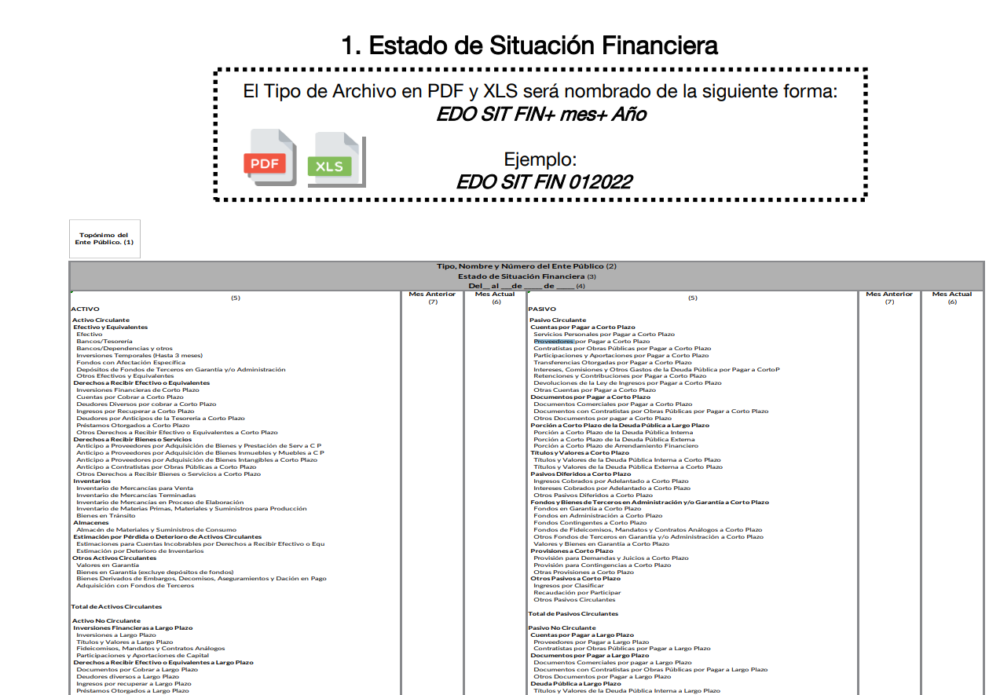 1. Estado de Situación Financiera
El Tipo de Archivo en PDF y XLS será nombrado de la siguiente forma:
EDO SIT FIN+ mes+ Año
PDF
XLS
Ejemplo:
EDO SIT FIN 012022
Topónimo del
Ente Público. (1)
Tipo, Nombre y Número del Ente Público (2)
Estado de Situación Financiera (3)
Del__ al ___de _____ de _____ (4)
(5)
Mes Anterior
(7)
Mes Actual
(6)
ACTIVO
Activo Circulante
Efectivo y Equivalentes
Efectivo
Bancos/Tesorería
Bancos/Dependencias y otros
Inversiones Temporales (Hasta 3 meses)
Fondos con Afectación Específica
Depósitos de Fondos de Terceros en Garantía y/o Administración
Otros Efectivos y Equivalentes
Derechos a Recibir Efectivo o Equivalentes
Inversiones Financieras de Corto Plazo
Cuentas por Cobrar a Corto Plazo
Deudores Diversos por cobrar a Corto Plazo
Ingresos por Recuperar a Corto Plazo
Deudores por Anticipos de la Tesorería a Corto Plazo
Préstamos Otorgados a Corto Plazo
Otros Derechos a Recibir Efectivo o Equivalentes a Corto Plazo
Derechos a Recibir Bienes o Servicios
Anticipo a Proveedores por Adquisición de Bienes y Prestación de Serv a C P
Anticipo a Proveedores por Adquisición de Bienes Inmuebles y Muebles a C P
Anticipo a Proveedores por Adquisición de Bienes Intangibles a Corto Plazo
Anticipo a Contratistas por Obras Públicas a Corto Plazo
Otros Derechos a Recibir Bienes o Servicios a Corto Plazo
Inventarios
Inventario de Mercancías para Venta
Inventario de Mercancías Terminadas
Inventario de Mercancías en Proceso de Elaboración
Inventario de Materias Primas, Materiales y Suministros para Producción
Bienes en Tránsito
Almacenes
Almacén de Materiales y Suministros de Consumo
Estimación por Pérdida o Deterioro de Activos Circulantes
Estimaciones para Cuentas Incobrables por Derechos a Recibir Efectivo o Equ
Estimación por Deterioro de Inventarios
Otros Activos Circulantes
Valores en Garantía
Bienes en Garantía (excluye depósitos de fondos)
Bienes Derivados de Embargos, Decomisos, Aseguramientos y Dación en Pago
Adquisición con Fondos de Terceros
Total de Activos Circulantes
Activo No Circulante
Inversiones Financieras a Largo Plazo
Inversiones a Largo Plazo
Títulos y Valores a Largo Plazo
Fideicomisos, Mandatos y Contratos Análogos
Participaciones y Aportaciones de Capital
Derechos a Recibir Efectivo o Equivalentes a Largo Plazo
Documentos por Cobrar a Largo Plazo
Deudores diversos a Largo Plazo
Ingresos por recuperar a Largo Plazo
Préstamos Otorgados a Largo Plazo
(5)
Mes Anterior
(7)
Mes Actual
(6)
PASIVO
Pasivo Circulante
Cuentas por Pagar a Corto Plazo
Servicios Personales por Pagar a Corto Plazo
Proveedores por Pagar a Corto Plazo
Contratistas por Obras Públicas por Pagar a Corto Plazo
Participaciones y Aportaciones por Pagar a Corto Plazo
Transferencias Otorgadas por Pagar a Corto Plazo
Intereses, Comisiones y Otros Gastos de la Deuda Pública por Pagar a CortoP
Retenciones y Contribuciones por Pagar a Corto Plazo
Devoluciones de la Ley de Ingresos por Pagar a Corto Plazo
Otras Cuentas por Pagar a Corto Plazo
Documentos por Pagar a Corto Plazo
Documentos Comerciales por Pagar a Corto Plazo
Documentos con Contratistas por Obras Públicas por Pagar a Corto Plazo
Otros Documentos por pagar a Corto Plazo
Porción a Corto Plazo de la Deuda Pública a Largo Plazo
Porción a Corto Plazo de la Deuda Pública Interna
Porción a Corto Plazo de la Deuda Pública Externa
Porción a Corto Plazo de Arrendamiento Financiero
Títulos y Valores a Corto Plazo
Títulos y Valores de la Deuda Pública Interna a Corto Plazo
Títulos y Valores de la Deuda Pública Externa a Corto Plazo
Pasivos Diferidos a Corto Plazo
Ingresos Cobrados por Adelantado a Corto Plazo
Intereses Cobrados por Adelantado a Corto Plazo
Otros Pasivos Diferidos a Corto Plazo
Fondos y Bienes de Terceros en Administración y/o Garantía a Corto Plazo
Fondos en Garantía a Corto Plazo
Fondos en Administración a Corto Plazo
Fondos Contingentes a Corto Plazo
Fondos de Fideicomisos, Mandatos y Contratos Análogos a Corto Plazo
Otros Fondos de Terceros en Garantía y/o Administración a Corto Plazo
Valores y Bienes en Garantía a Corto Plazo
Provisiones a Corto Plazo
Provisión para Demandas y Juicios a Corto Plazo
Provisión para Contingencias a Corto Plazo
Otras Provisiones a Corto Plazo
Otros Pasivos a Corto Plazo
Ingresos por Clasificar
Recaudación por Participar
Otros Pasivos Circulantes
Total de Pasivos Circulantes
Pasivo No Circulante
Cuentas por Pagar a Largo Plazo
Proveedores por Pagar a Largo Plazo
Contratistas por Obras Públicas por Pagar a Largo Plazo
Documentos por Pagar a Largo Plazo
Documentos Comerciales por pagar a Largo Plazo
Documentos con Contratistas por Obras Públicas por Pagar a Largo Plazo
Otros Documentos por Pagar a Largo Plazo
Deuda Pública a Largo Plazo
Títulos y Valores de la Deuda Pública Interna a Largo Plazo